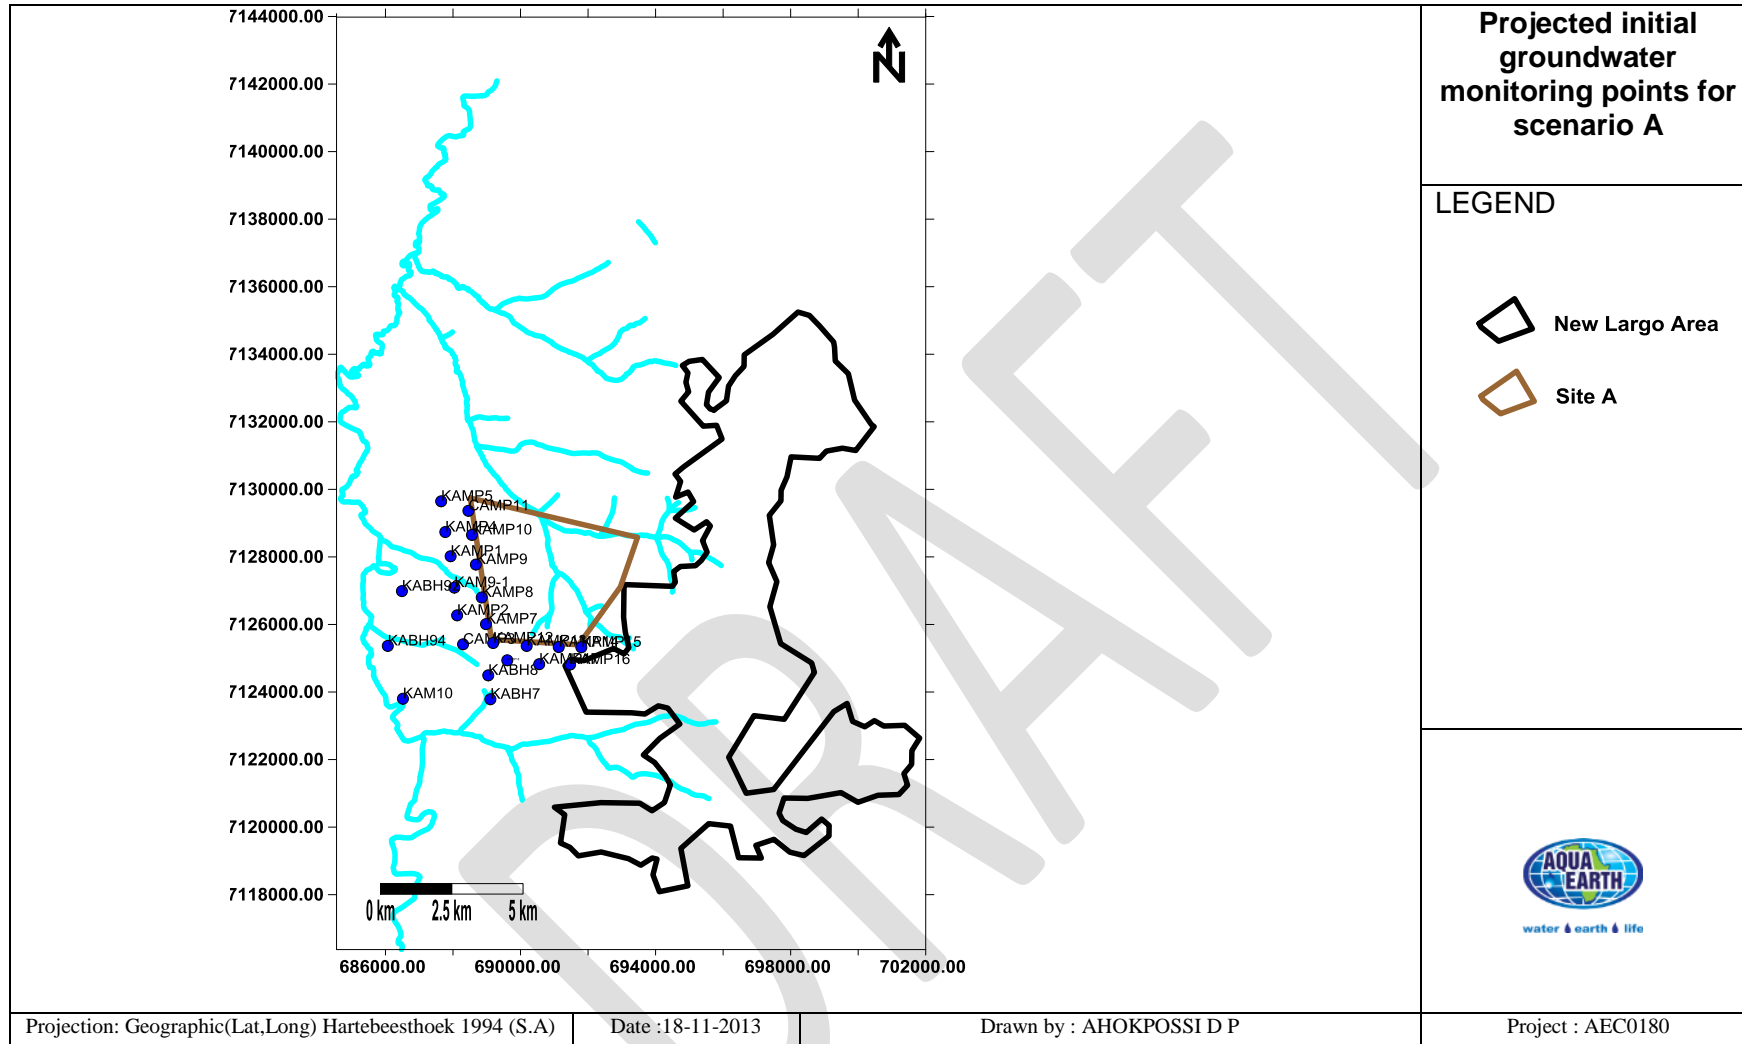 Projected initial
groundwater
monitoring points for
scenario A
LEGEND
New Largo Area
Site A
N
7144000.00
7142000.00
7140000.00
7138000.00
7136000.00
7134000.00
7132000.00
7130000.00
7128000.00
7126000.00
7124000.00
7122000.00
7120000.00
7118000.00
686000.00
690000.00
694000.00
698000.00
702000.00
KAMP5
CAMP11
KAMP4
KAMP10
KAMP1
KAMP9
KABH9
KAM9-1
KAMP8
KAMP2
KAMP7
KABH94
KABH8
KAMP16
KAM10
KABH7
0 km
2.5 km
5 km
DRAFT
AQUA
EARTH
water earth life
Projection: Geographic(Lat,Long) Hartebeesthoek 1994 (S.A)
Date :18-11-2013
Drawn by : AHOKPOSSI D P
Project : AEC0180